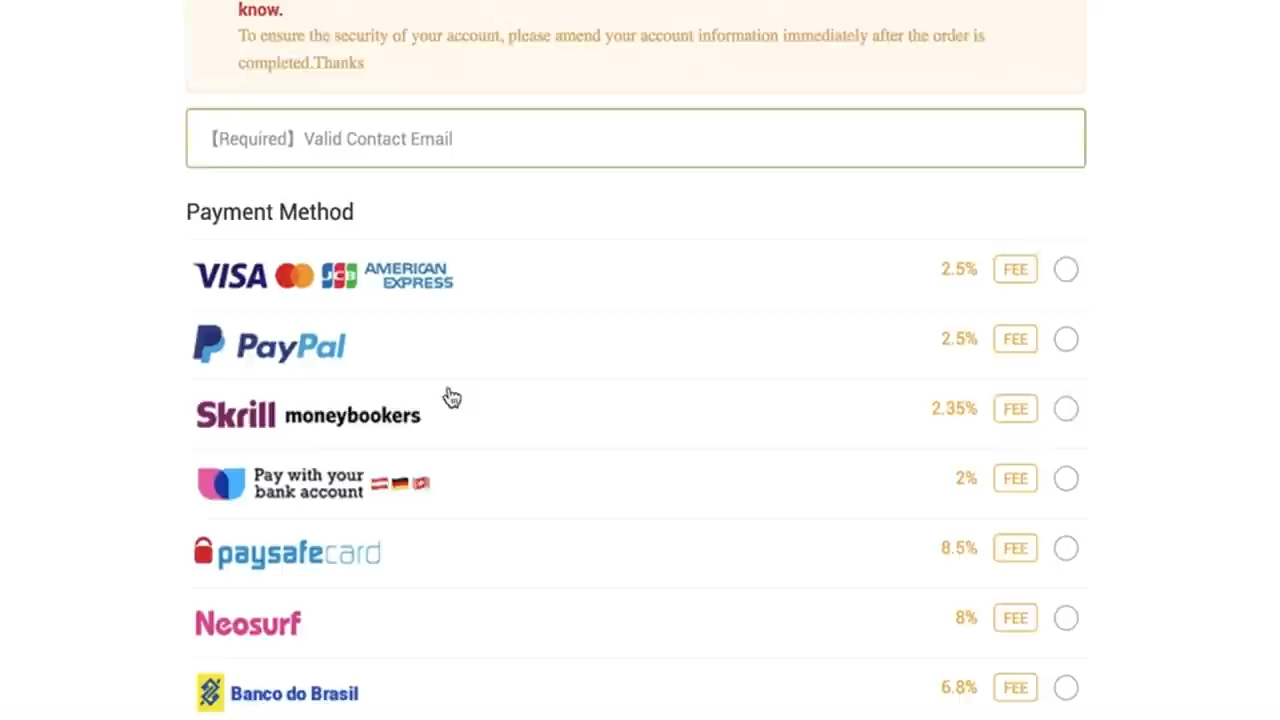 know.
To ensure the security of your account, please amend your account information immediately after the order is
completed.Thanks
【Required】Valid Contact Email
Payment Method
VISA JCB AMERICAN EXPRESS 2.5% FEE
PayPal 2.5% FEE
Skrill moneybookers 2.35% FEE
Pay with your
bank account 2% FEE
paysafecard 8.5% FEE
Neosurf 8% FEE
Banco do Brasil 6.8% FEE